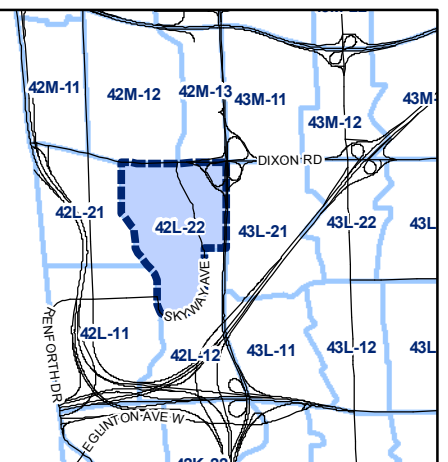 42M-11
42M-12
42M-13
43M-11
43M-12
DIXON RD
42L-21
42L-22
43L-21
43L-22
43L
SKYWAY AVE
RENFORTH DR
42L-11
42L-12
43L-11
43L-12
43L
EGLINTON AVE W